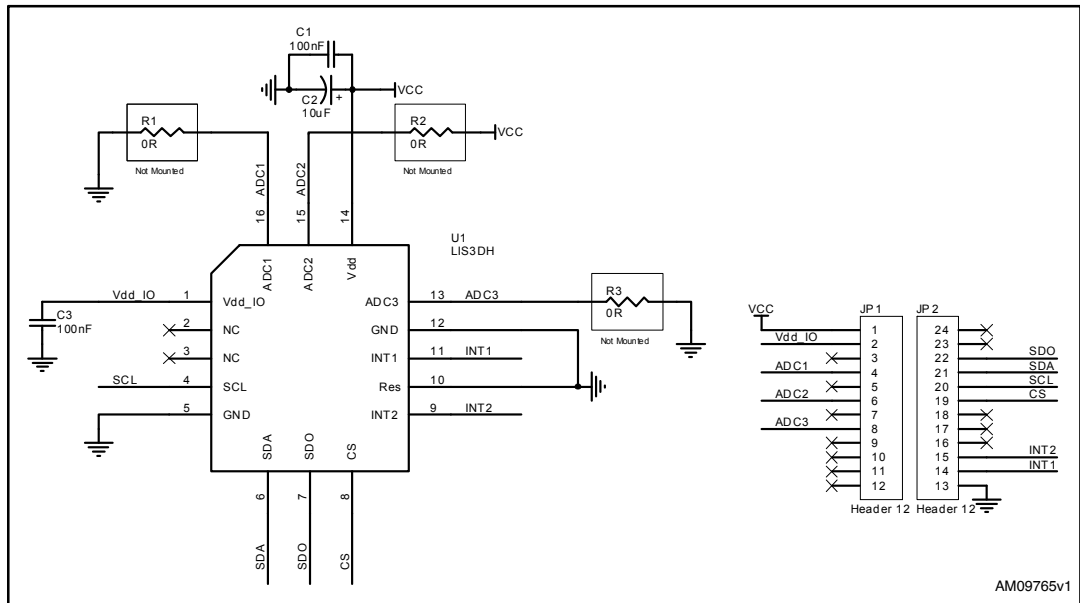 C1
100nF
C2
10uF
+
VCC
R1
0R
Not Mounted
R2
0R
Not Mounted
VCC
ADC1
ADC2
16
15
14
U1
LIS3DH
ADC1
ADC2
Vdd
Vdd_IO
1
Vdd_IO
C3
100nF
2
NC
3
NC
SCL
4
SCL
5
GND
ADC3
13
ADC3
R3
0R
Not Mounted
GND
12
INT1
11
INT1
Res
10
INT2
9
INT2
SDA
SDO
CS
6
7
8
SDA
SDO
CS
VCC
JP1
JP2
1
24
Vdd_IO
2
23
3
22
SDO
ADC1
4
21
SDA
5
20
SCL
ADC2
6
19
CS
7
18
ADC3
8
17
9
16
10
15
INT2
11
14
INT1
12
13
Header 12
Header 12
AM09765v1